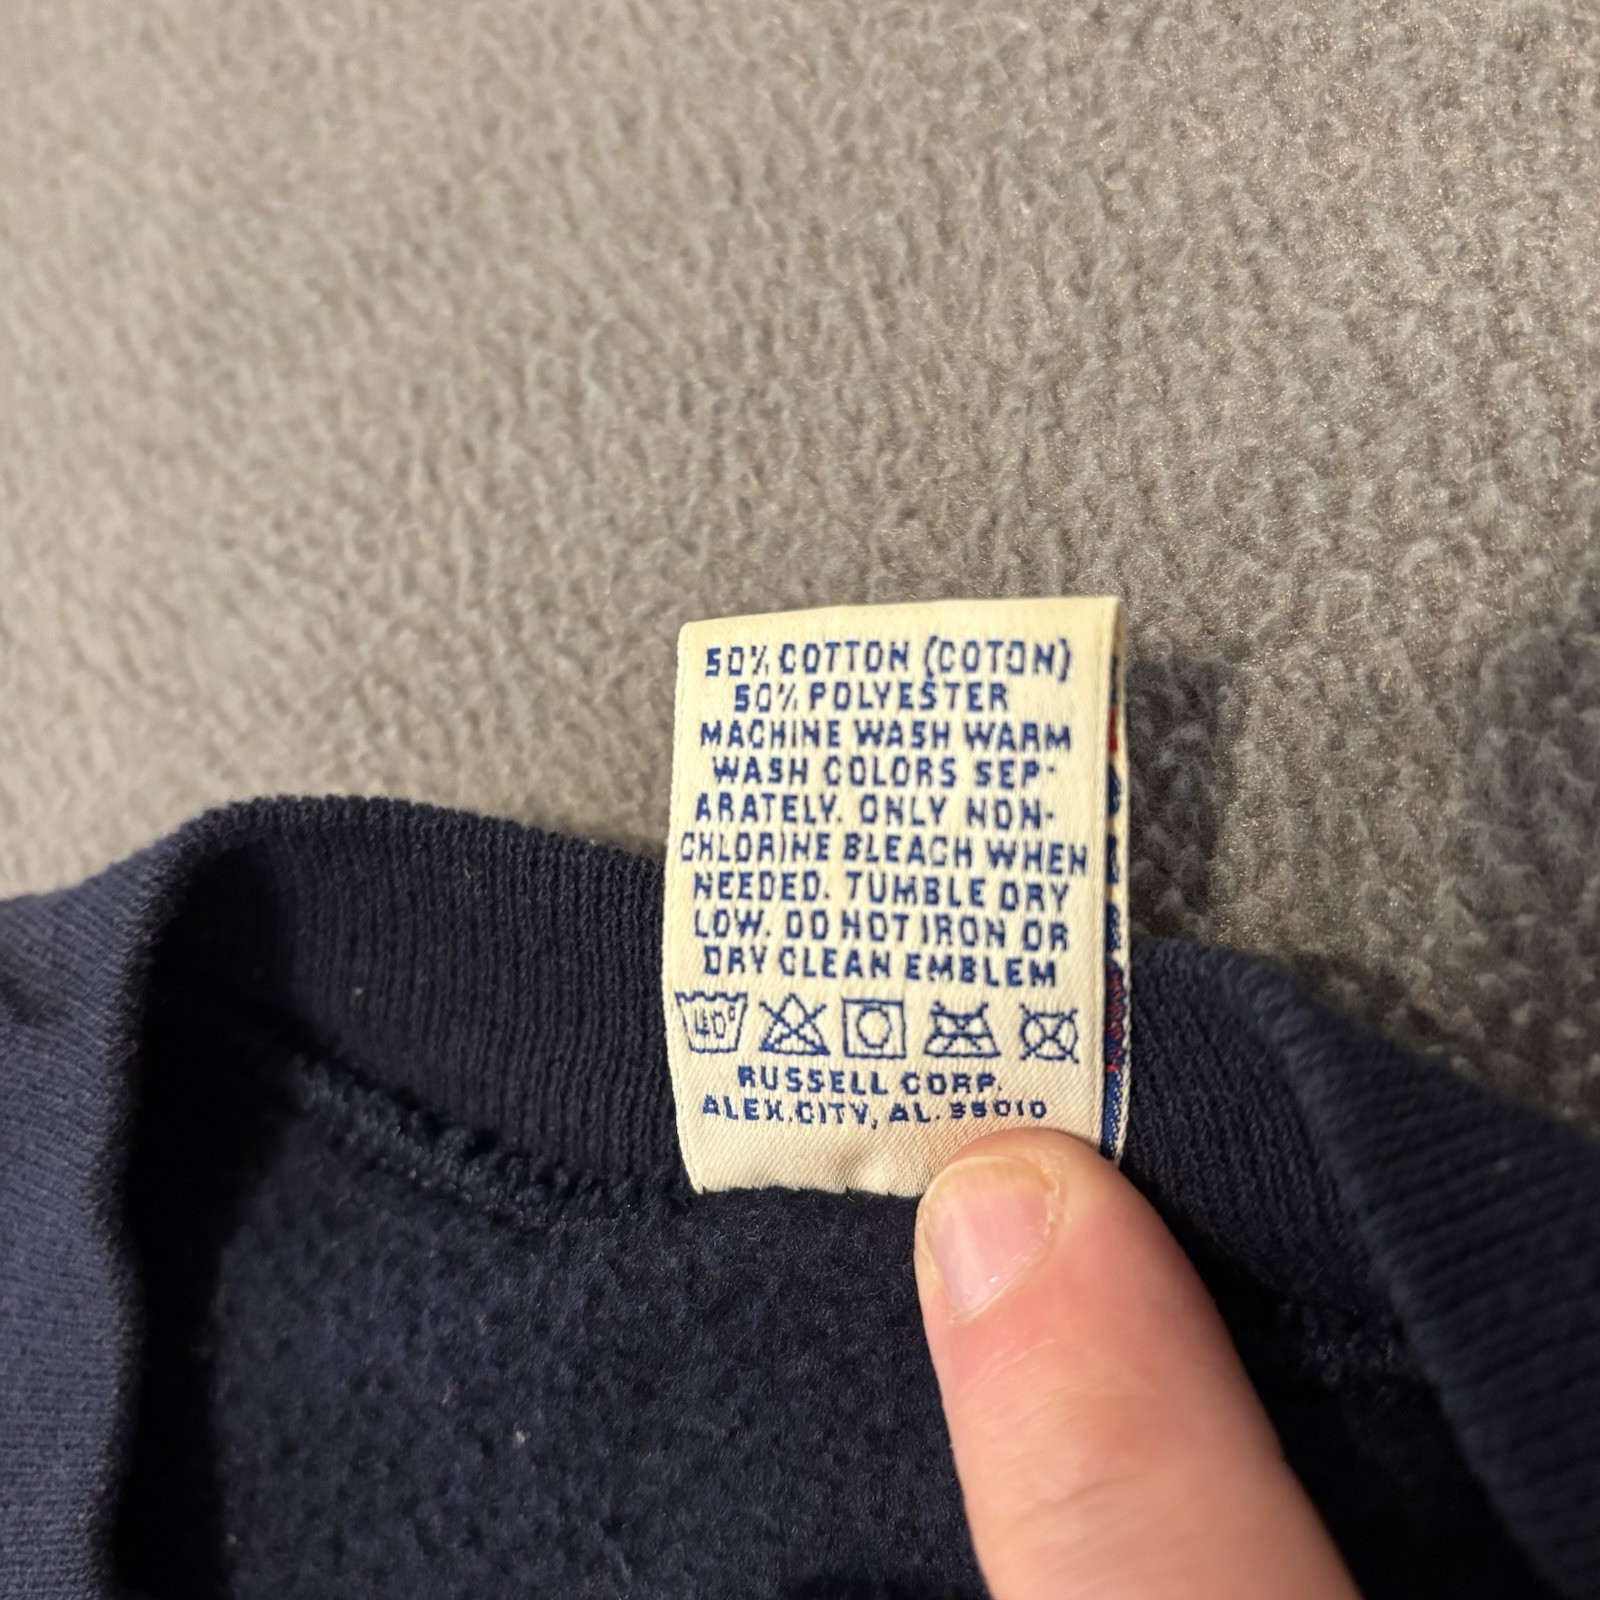 50% COTTON (COTON)
50% POLYESTER
MACHINE WASH WARM
WASH COLORS SEP-
ARATELY. ONLY NON-
CHLORINE BLEACH WHEN
NEEDED. TUMBLE DRY
LOW. DO NOT IRON OR
DRY CLEAN EMBLEM
40°
RUSSELL CORP.
ALEX.CITY, AL. 35010